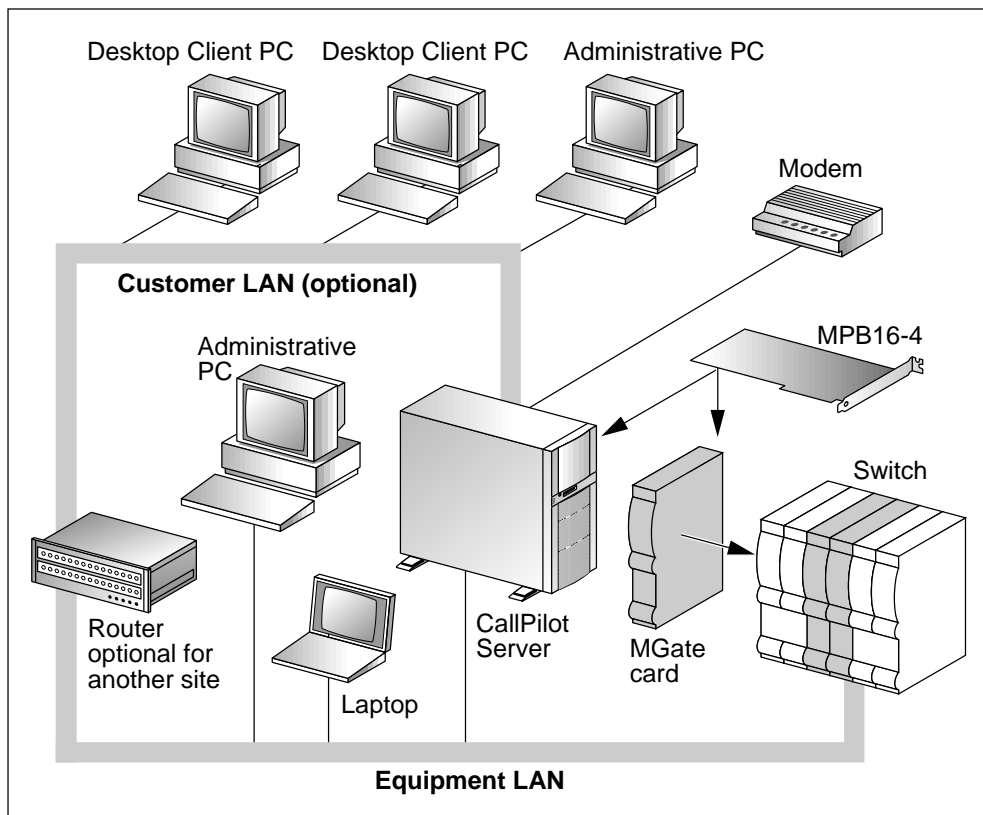 Desktop Client PC
Desktop Client PC
Administrative PC
Modem
Customer LAN (optional)
MPB16-4
Administrative
PC
Switch
Router
optional for
another site
CallPilot
Server
MGate
card
Laptop
Equipment LAN